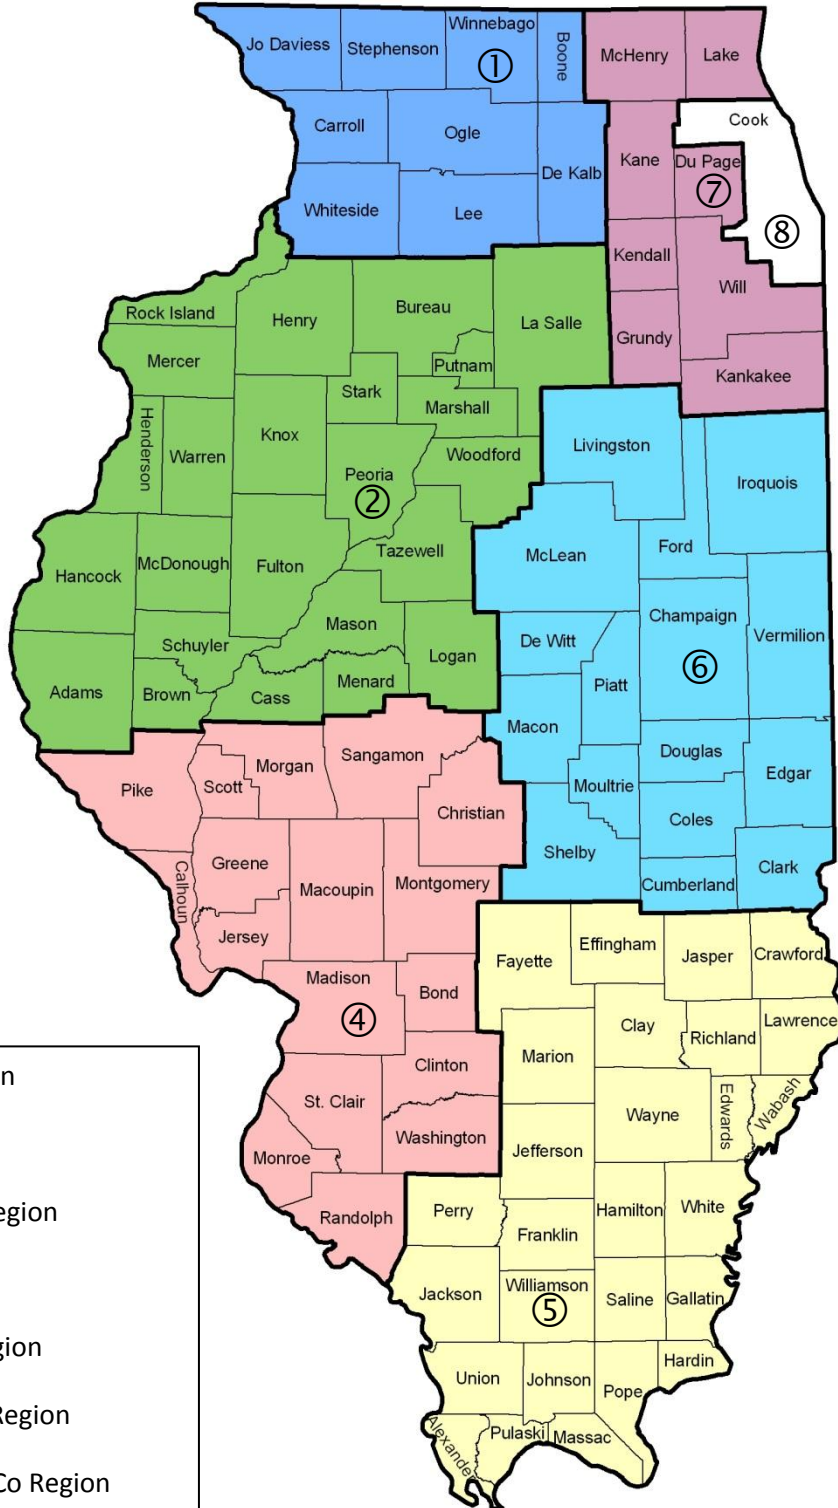 Winnebago
Jo Daviess
Stephenson
Boone
McHenry
Lake
①
Cook
Carroll
Ogle
Kane
Du Page
De Kalb
⑦
Whiteside
Lee
⑧
Kendall
Will
Rock Island
Henry
Bureau
La Salle
Grundy
Mercer
Putnam
Kankakee
Stark
Marshall
Henderson
Warren
Knox
Livingston
Woodford
Peoria
Iroquois
②
McLean
Ford
Tazewell
Hancock
McDonough
Fulton
Champaign
Mason
De Witt
Vermilion
Schuyler
Logan
⑥
Adams
Brown
Cass
Menard
Piatt
Macon
Douglas
Sangamon
Morgan
Edgar
Pike
Scott
Moultrie
Christian
Coles
Shelby
Greene
Clark
Calhoun
Macoupin
Montgomery
Cumberland
Jersey
Effingham
Jasper
Crawford
Fayette
Madison
Bond
④
Clay
Lawrence
Richland
Marion
Clinton
n
St. Clair
Wayne
Edwards
Wabash
Washington
Jefferson
Monroe
egion
Randolph
Perry
Hamilton
White
Franklin
Jackson
Williamson
Saline
Gallatin
⑤
gion
Hardin
Union
Johnson
Pope
Region
Alexander
Pulaski
Massac
Co Region